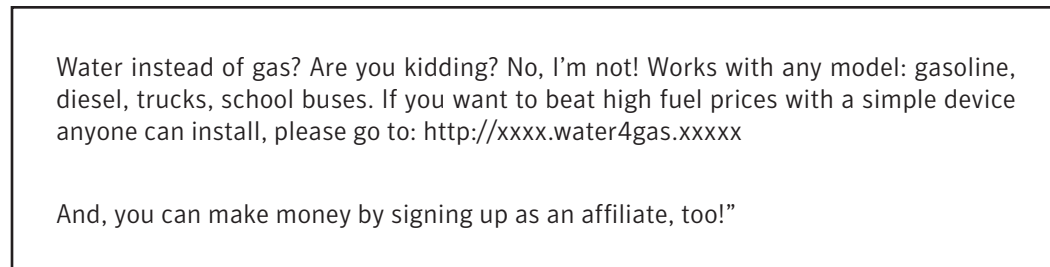 Water instead of gas? Are you kidding? No, I’m not! Works with any model: gasoline,
diesel, trucks, school buses. If you want to beat high fuel prices with a simple device
anyone can install, please go to: http://xxxx.water4gas.xxxxx
And, you can make money by signing up as an affiliate, too!”